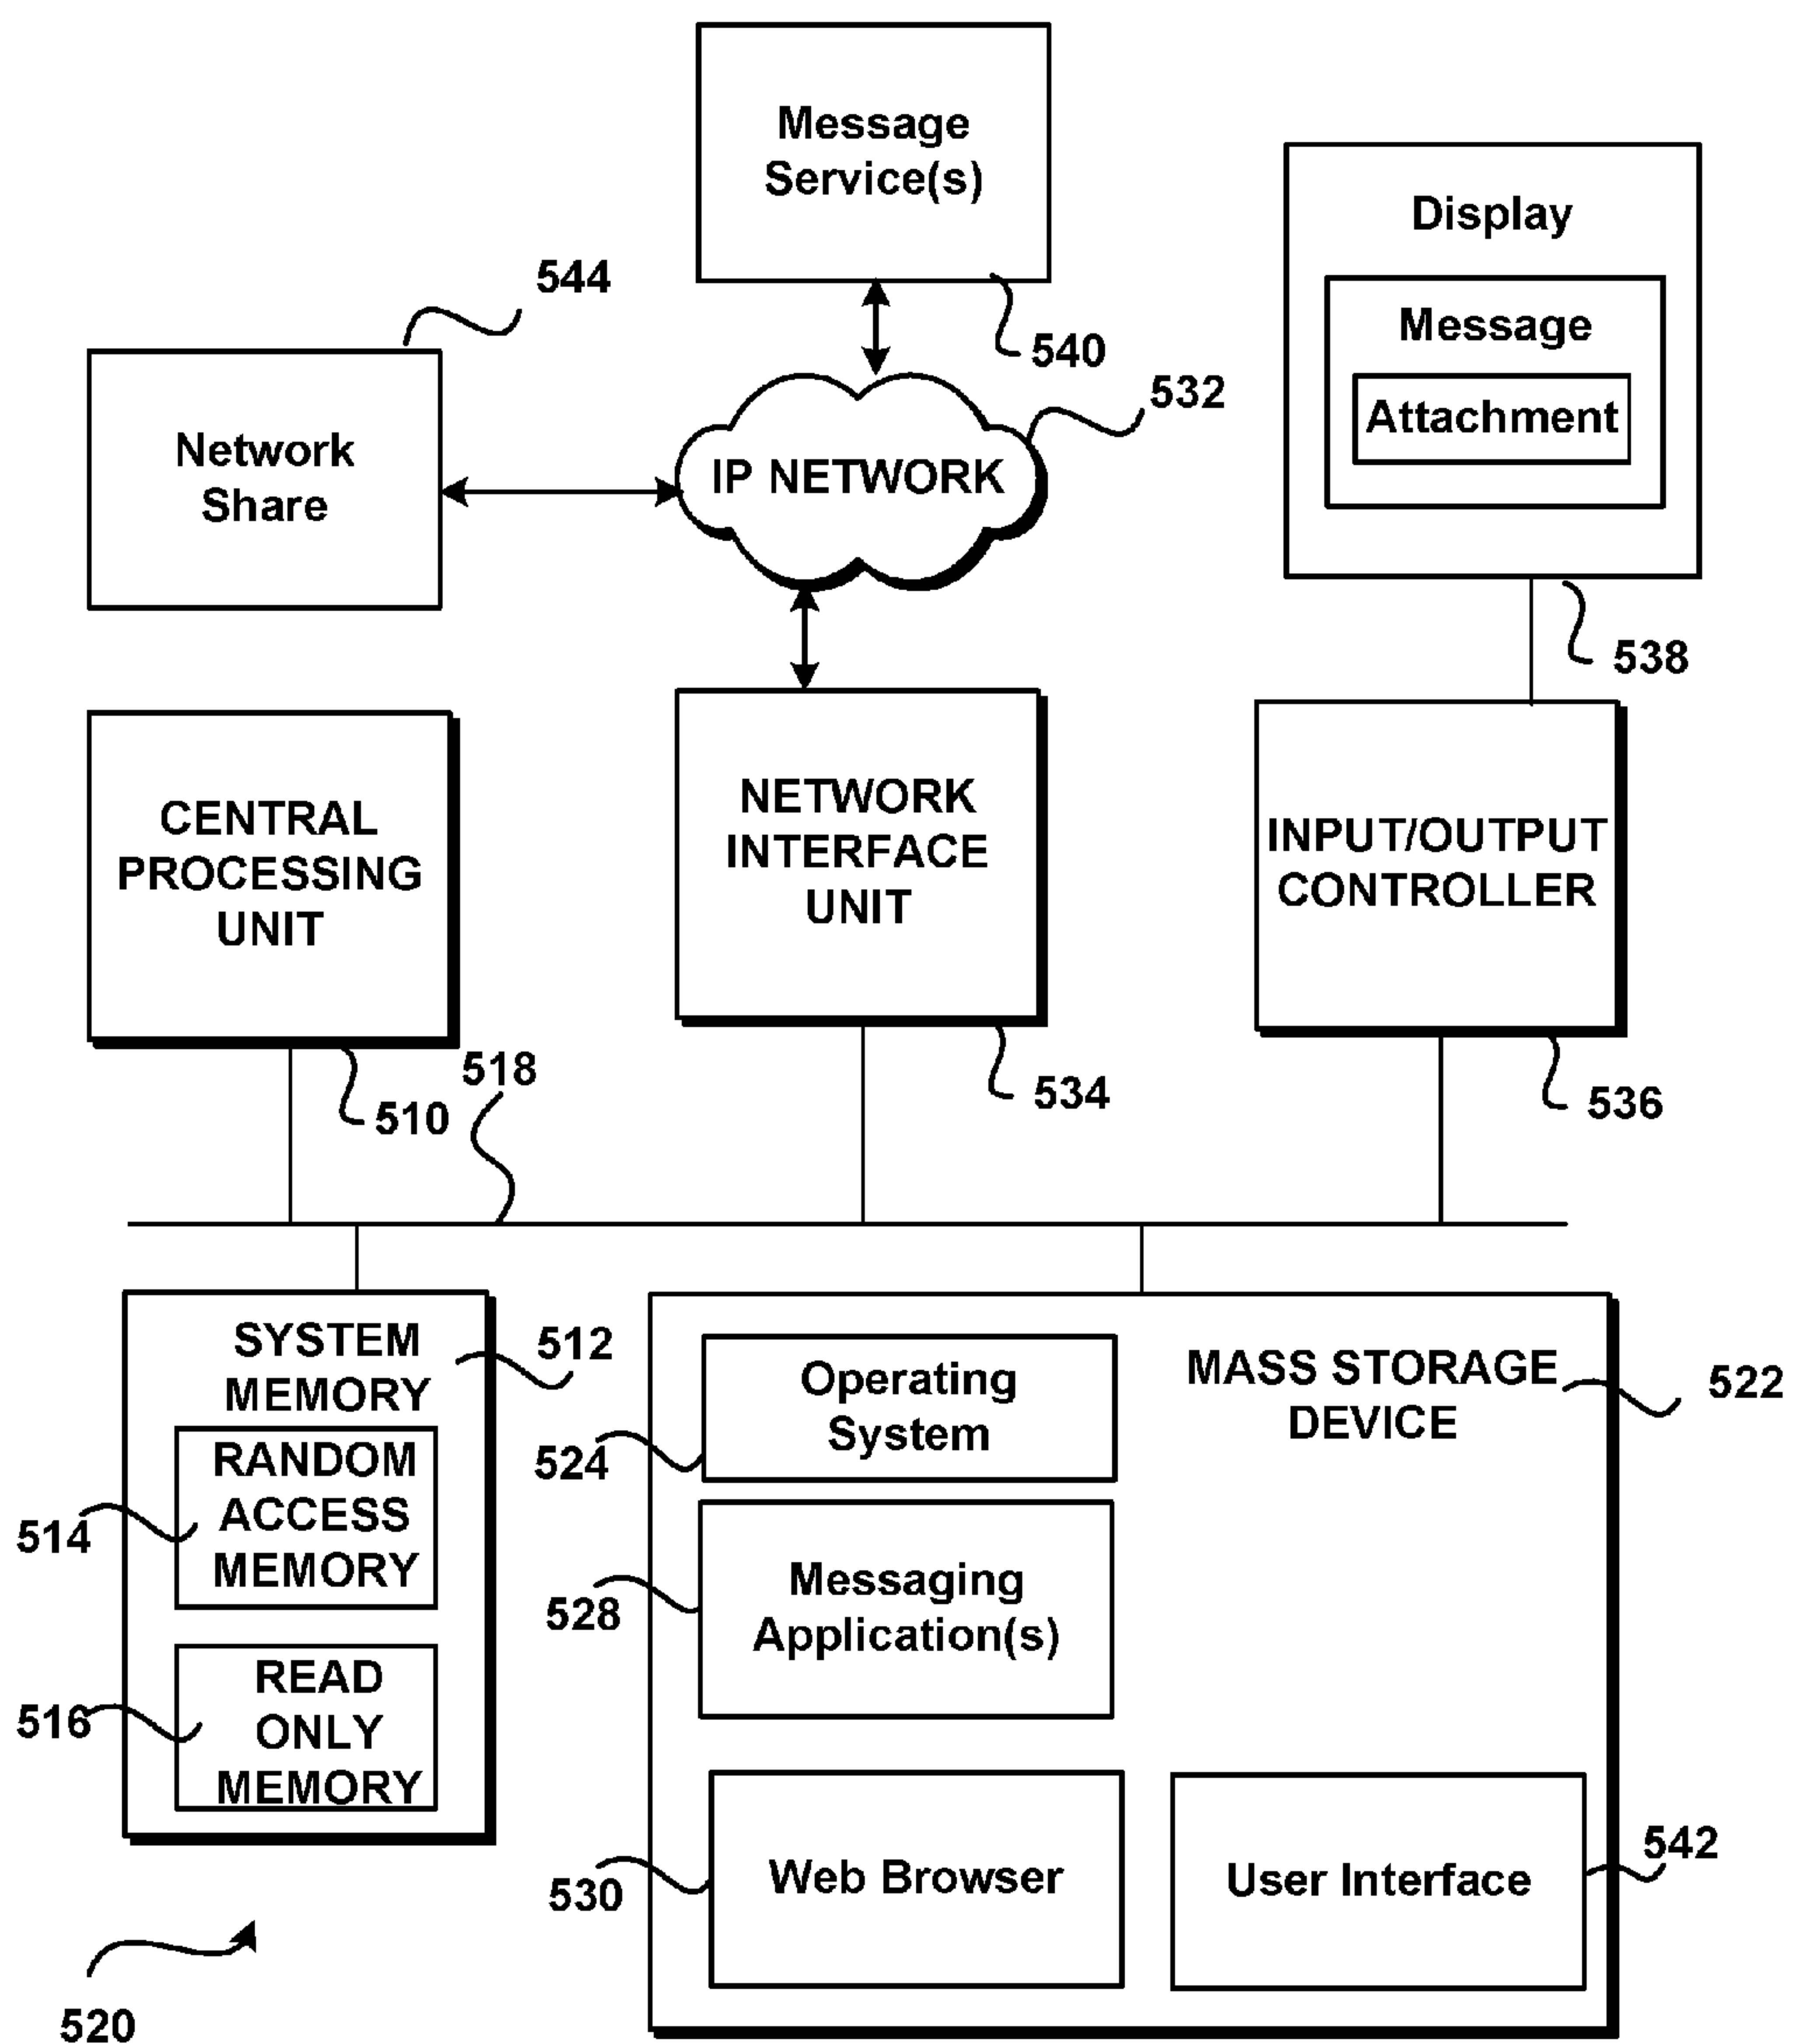 Message
Service(s)
540
544
Network
Share
532
IP NETWORK
Display
Message
Attachment
538
CENTRAL
PROCESSING
UNIT
510
NETWORK
INTERFACE
UNIT
534
INPUT/OUTPUT
CONTROLLER
536
518
SYSTEM
MEMORY
512
RANDOM
ACCESS
MEMORY
514
READ
ONLY
MEMORY
516
MASS STORAGE
DEVICE
522
Operating
System
524
Messaging
Application(s)
528
Web Browser
530
User Interface
542
520